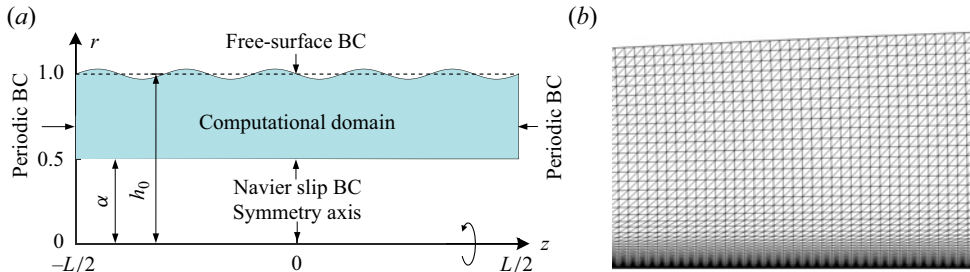 (a)
r
Free-surface BC
1.0
Periodic BC
Computational domain
Periodic BC
0.5
α
h0
Navier slip BC
Symmetry axis
0
z
–L/2
0
L/2
(b)